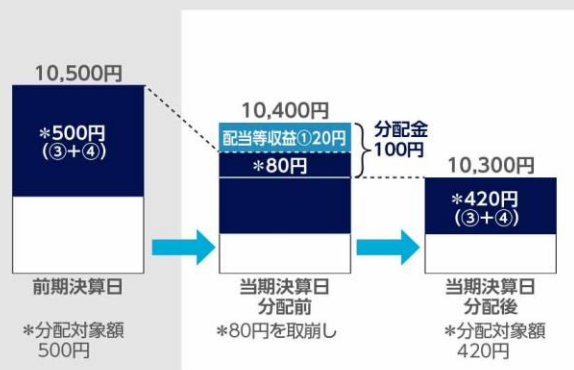 10,500円
*500円
(③+④)
前期決算日
*分配対象額
500円
10,400円
配当等収益①20円
*80円
分配金
100円
当期決算日
分配前
*80円を取崩し
10,300円
*420円
(③+④)
当期決算日
分配後
*分配対象額
420円